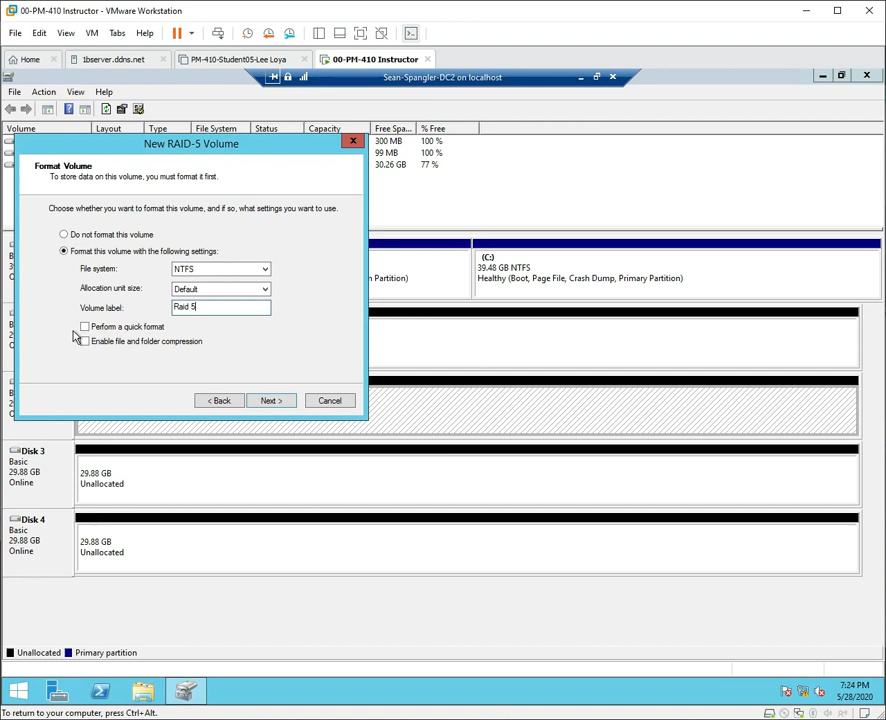 00-PM-410 Instructor - VMware Workstation
File Edit View VM Tabs Help
Home 1bserver.ddns.net PM-410-Student05-Lee Loya 00-PM-410 Instructor
Sean-Spangler-DC2 on localhost
File Action View Help
Volume Layout Type File System Status Capacity Free Spa... % Free
300 MB 100 %
99 MB 100 %
30.26 GB 77 %
New RAID-5 Volume
Format Volume
To store data on this volume, you must format it first.
Choose whether you want to format this volume, and if so, what settings you want to use.
Do not format this volume
Format this volume with the following settings:
File system: NTFS
Allocation unit size: Default
Volume label: Raid 5
Perform a quick format
Enable file and folder compression
< Back Next > Cancel
(C:)
39.48 GB NTFS
Healthy (Boot, Page File, Crash Dump, Primary Partition)
n Partition)
Disk 3
Basic
29.88 GB
Online
29.88 GB
Unallocated
Disk 4
Basic
29.88 GB
Online
29.88 GB
Unallocated
Unallocated Primary partition
7:24 PM
5/28/2020
To return to your computer, press Ctrl+Alt.